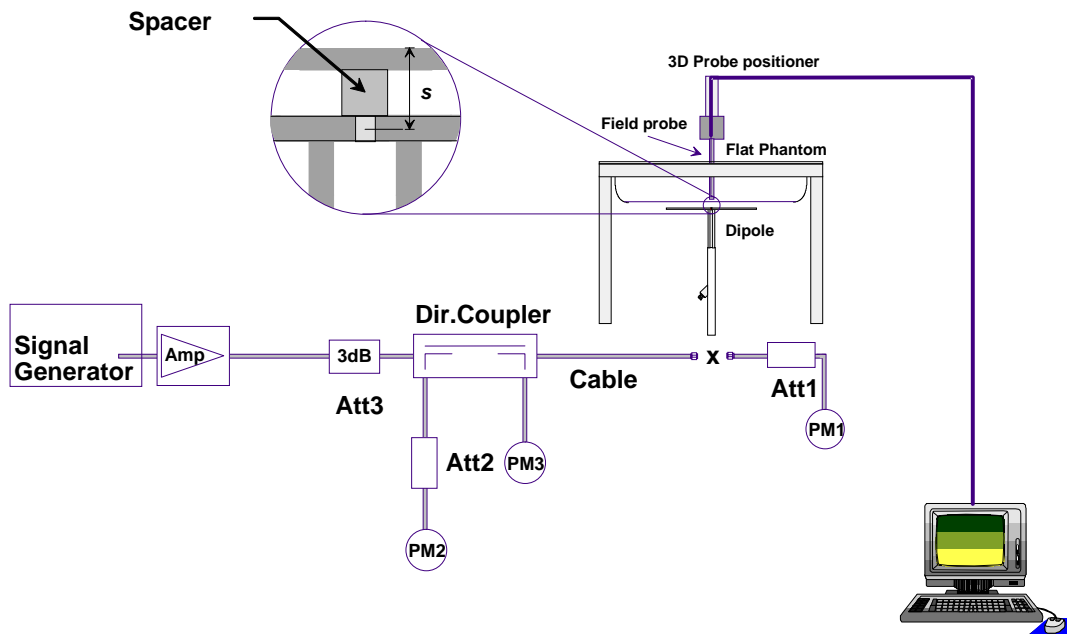 Spacer
s
3D Probe positioner
Field probe
Flat Phantom
Dipole
Dir.Coupler
Signal
Generator
Amp
3dB
x
Cable
Att3
Att1
PM1
Att2
PM3
PM2